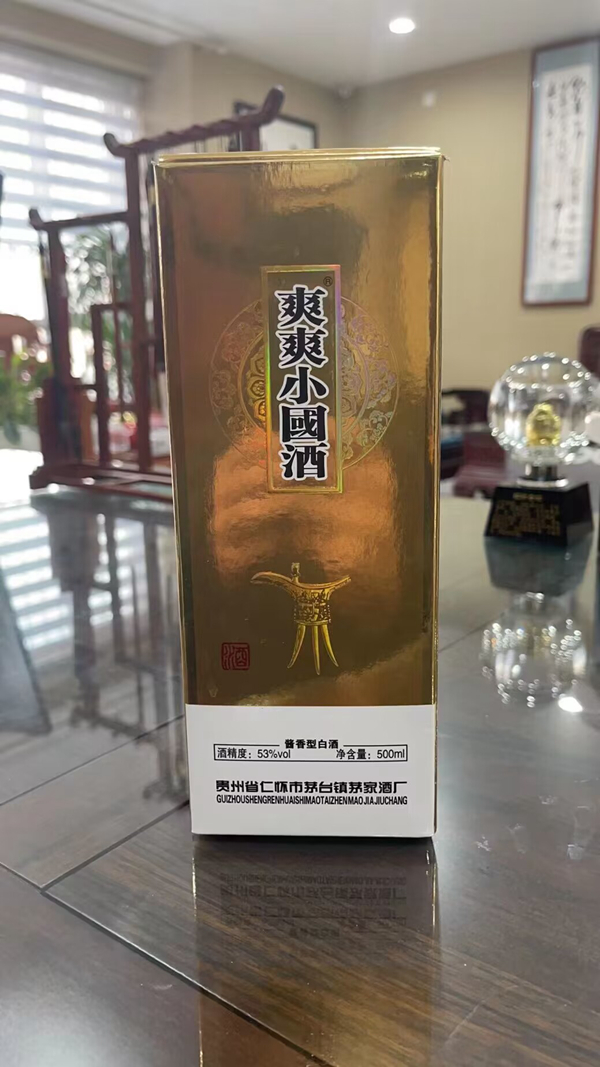 爽爽小國酒
®
酒
酱香型白酒
酒精度：53%vol 净含量：500ml
贵州省仁怀市茅台镇茅家酒厂
GUIZHOUSHENGRENHUAISHIMAOTAIZHENMAOJIAJIUCHANG